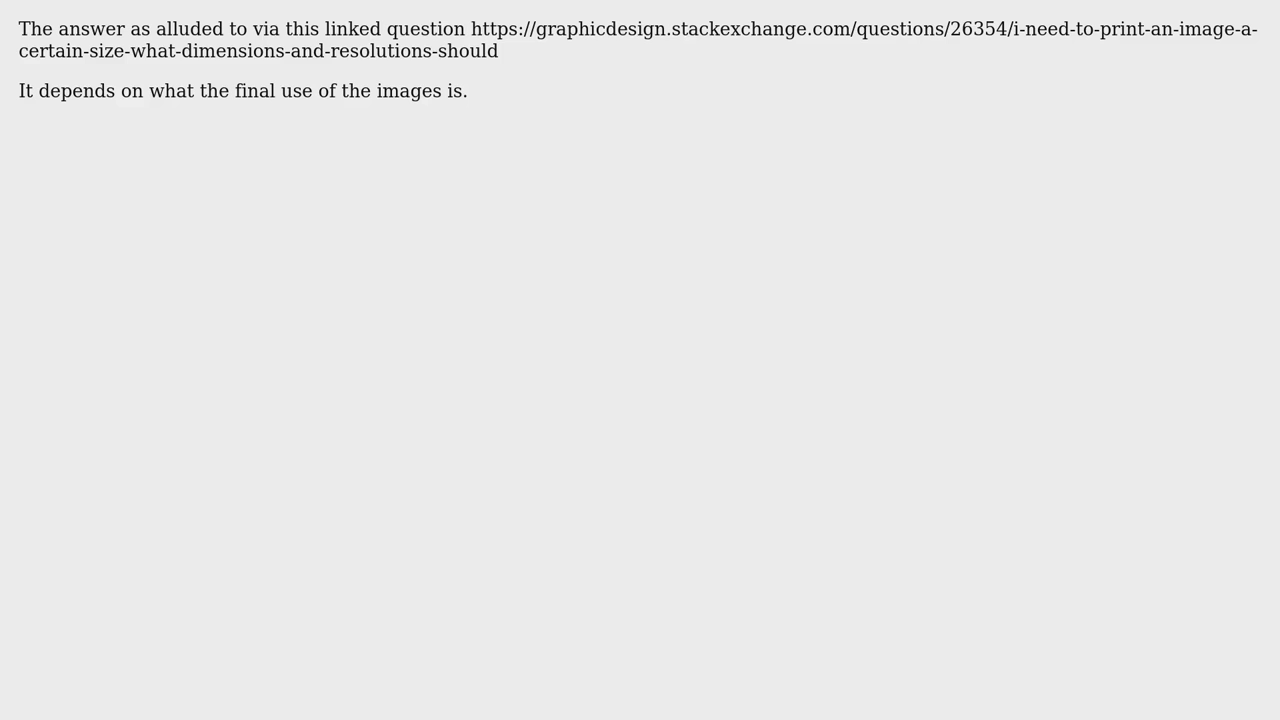 The answer as alluded to via this linked question https://graphicdesign.stackexchange.com/questions/26354/i-need-to-print-an-image-a-
certain-size-what-dimensions-and-resolutions-should
It depends on what the final use of the images is.